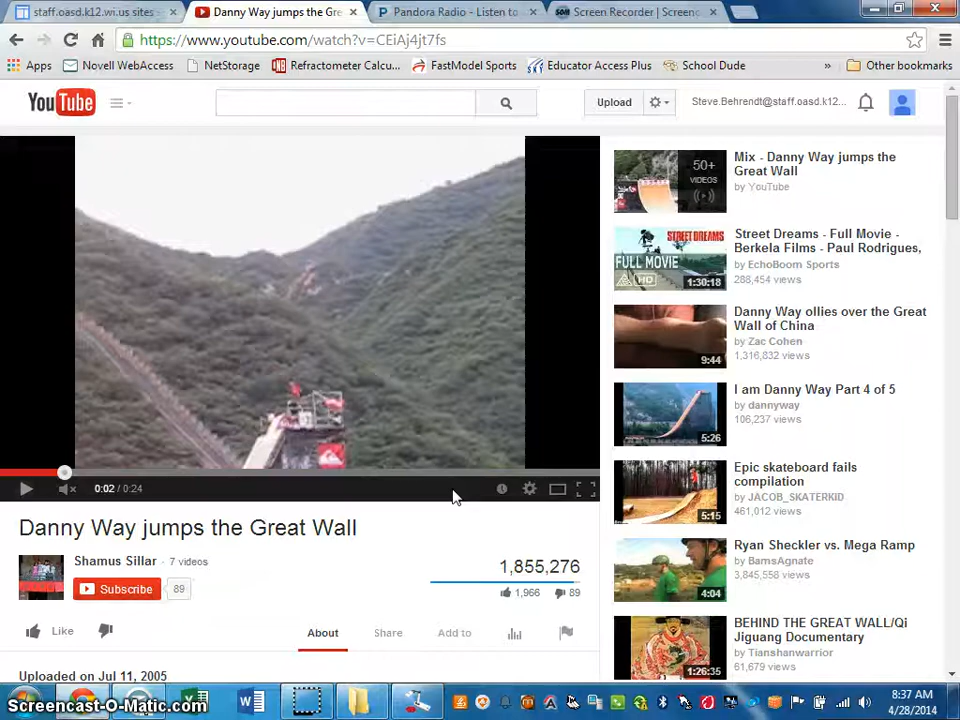 staff.oasd.k12.wi.us sites
Danny Way jumps the Gre
Pandora Radio - Listen to
Screen Recorder | Screenc
https://www.youtube.com/watch?v=CEiAj4jt7fs
Apps
Novell WebAccess
NetStorage
Refractometer Calcu...
FastModel Sports
Educator Access Plus
School Dude
»
Other bookmarks
YouTube
Upload
Steve.Behrendt@staff.oasd.k12...
0:02 / 0:24
Danny Way jumps the Great Wall
Shamus Sillar · 7 videos
Subscribe 89
1,855,276
1,966 89
Like
About
Share
Add to
Uploaded on Jul 11, 2005
50+
VIDEOS
Mix - Danny Way jumps the
Great Wall
by YouTube
STREET DREAMS
FULL MOVIE
HD
1:30:18
Street Dreams - Full Movie -
Berkela Films - Paul Rodrigues,
by EchoBoom Sports
288,454 views
9:44
Danny Way ollies over the Great
Wall of China
by Zac Cohen
1,316,832 views
5:26
I am Danny Way Part 4 of 5
by dannyway
106,237 views
5:15
Epic skateboard fails
compilation
by JACOB_SKATERKID
461,012 views
4:04
Ryan Sheckler vs. Mega Ramp
by BamsAgnate
3,845,558 views
1:26:35
BEHIND THE GREAT WALL/Qi
Jiguang Documentary
by Tianshanwarrior
61,679 views
Screencast-O-Matic.com
8:37 AM
4/28/2014